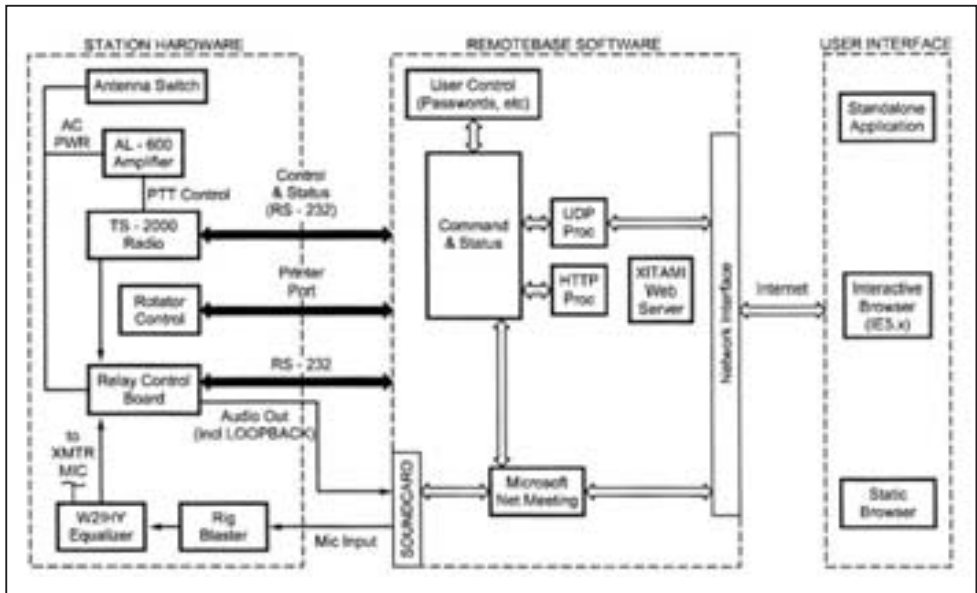 STATION HARDWARE
Antenna Switch
AC
PWR
AL - 600
Amplifier
PTT Control
TS - 2000
Radio
Rotator
Control
Relay Control
Board
to
XMTR
MIC
W2IHY
Equalizer
Rig
Blaster
Control
& Status
(RS - 232)
Printer
Port
RS - 232
Audio Out
(incl LOOPBACK)
Mic Input
REMOTEBASE SOFTWARE
User Control
(Passwords, etc)
Command
& Status
UDP
Proc
HTTP
Proc
XITAMI
Web
Server
Microsoft
Net Meeting
SOUNDCARD
Network Interface
Internet
USER INTERFACE
Standalone
Application
Interactive
Browser
(IE5.x)
Static
Browser